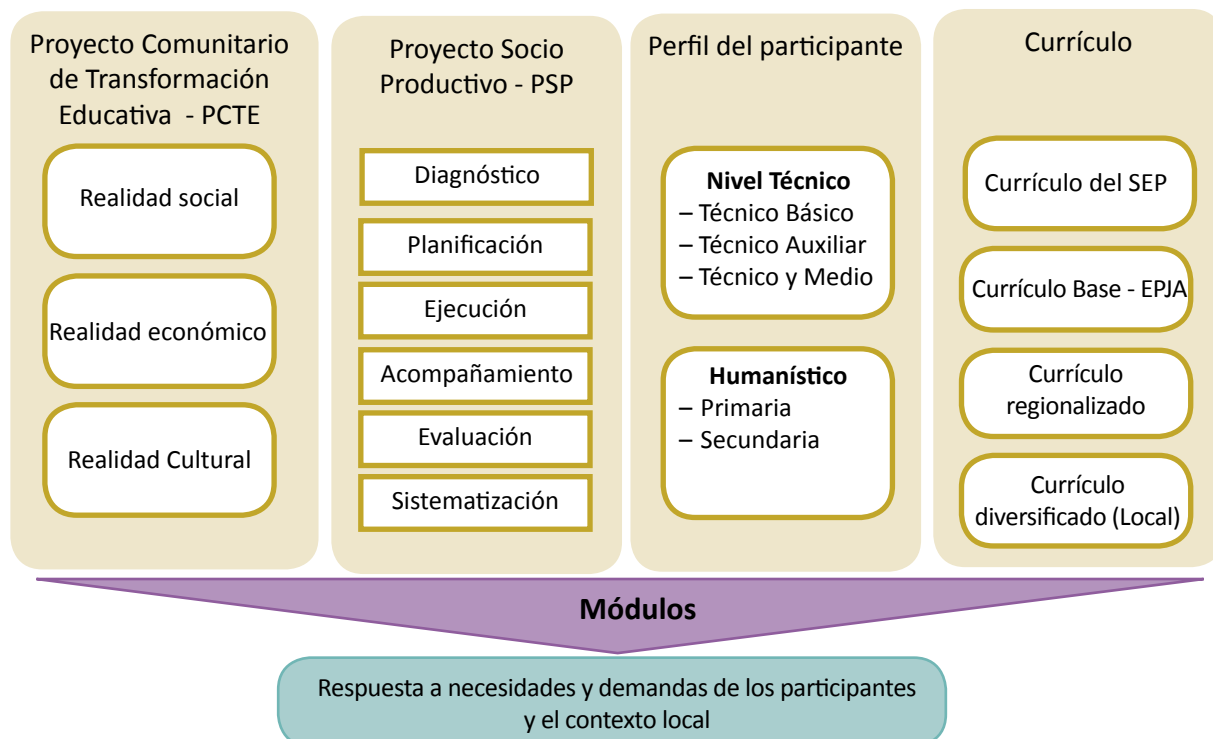 Proyecto Comunitario
de Transformación
Educativa - PCTE
Realidad social
Realidad económico
Realidad Cultural
Proyecto Socio
Productivo - PSP
Diagnóstico
Planificación
Ejecución
Acompañamiento
Evaluación
Sistematización
Perfil del participante
Nivel Técnico
– Técnico Básico
– Técnico Auxiliar
– Técnico y Medio
Humanístico
– Primaria
– Secundaria
Currículo
Currículo del SEP
Currículo Base - EPJA
Currículo
regionalizado
Currículo
diversificado (Local)
Módulos
Respuesta a necesidades y demandas de los participantes
y el contexto local